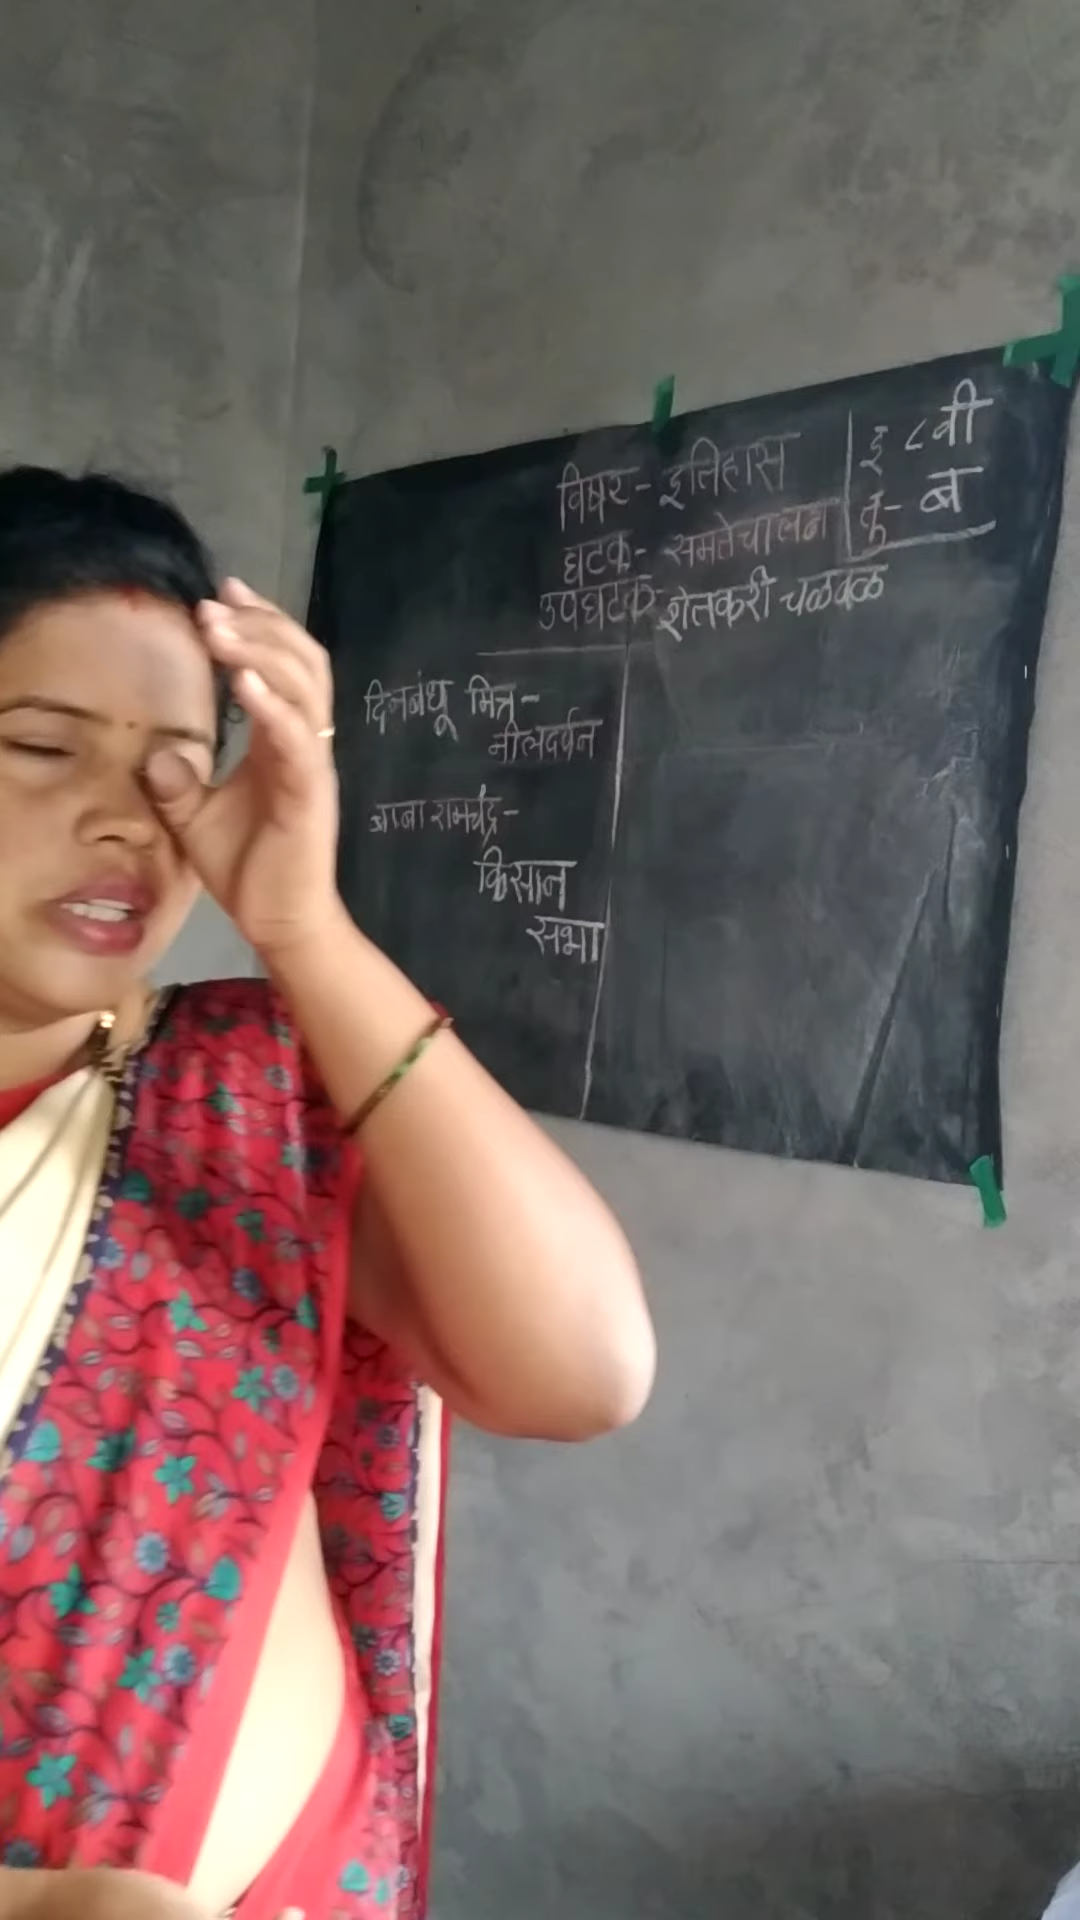 विषय - इतिहास
घटक - समतेचालन
उपघटक - शेतकरी चळवळ
इ ८वी
तु - ब
दिनबंधू मित्र -
नीलदर्पन
बाबा रामचंद्र -
किसान
सभा